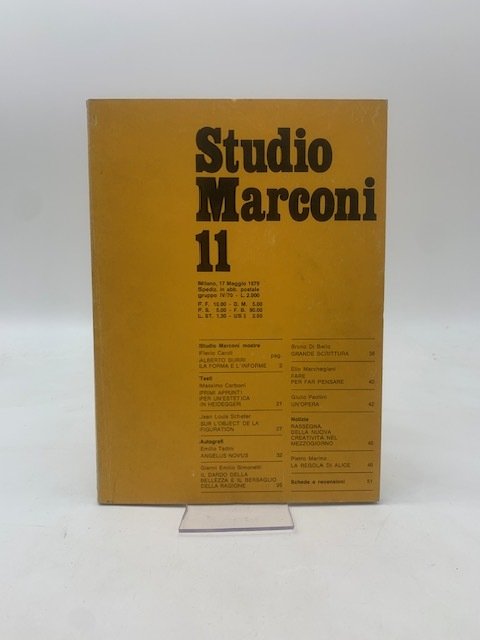 Studio
Marconi
11
Milano, 17 Maggio 1979
Spediz. in abb. postale
gruppo IV/70 - L. 2.000
F. F. 10.00 - D. M. 5.00
F. S. 5.00 - F. B. 90.00
L. ST. 1,30 - US $ 3.00
Studio Marconi mostre
Flavio Caroli pag.
ALBERTO BURRI
LA FORMA E L'INFORME 3
Testi
Massimo Carboni
PRIMI APPUNTI
PER UN'ESTETICA
IN HEIDEGGER 21
Jean Louis Schefer
SUR L'OBJECT DE LA
FIGURATION 27
Autografi
Emilio Tadini
ANGELUS NOVUS 32
Gianni Emilio Simonetti
IL DARDO DELLA
BELLEZZA E IL BERSAGLIO
DELLA RAGIONE 35
Bruno Di Bello
GRANDE SCRITTURA 38
Elio Marchegiani
FARE
PER FAR PENSARE 40
Giulio Paolini
UN'OPERA 42
Notizie
RASSEGNA
DELLA NUOVA
CREATIVITÀ NEL
MEZZOGIORNO 45
Pietro Marino
LA REGOLA DI ALICE 46
Schede e recensioni 51